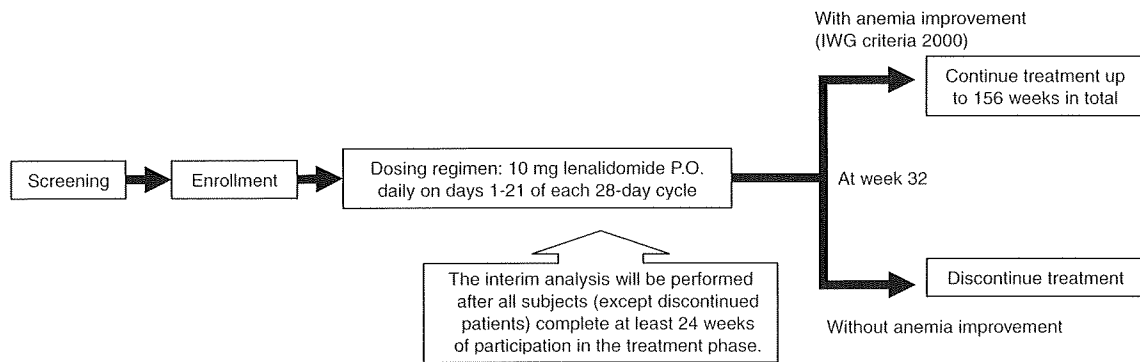 Screening
Enrollment
Dosing regimen: 10 mg lenalidomide P.O.
daily on days 1-21 of each 28-day cycle
The interim analysis will be performed
after all subjects (except discontinued
patients) complete at least 24 weeks
of participation in the treatment phase.
With anemia improvement
(IWG criteria 2000)
Continue treatment up
to 156 weeks in total
At week 32
Discontinue treatment
Without anemia improvement